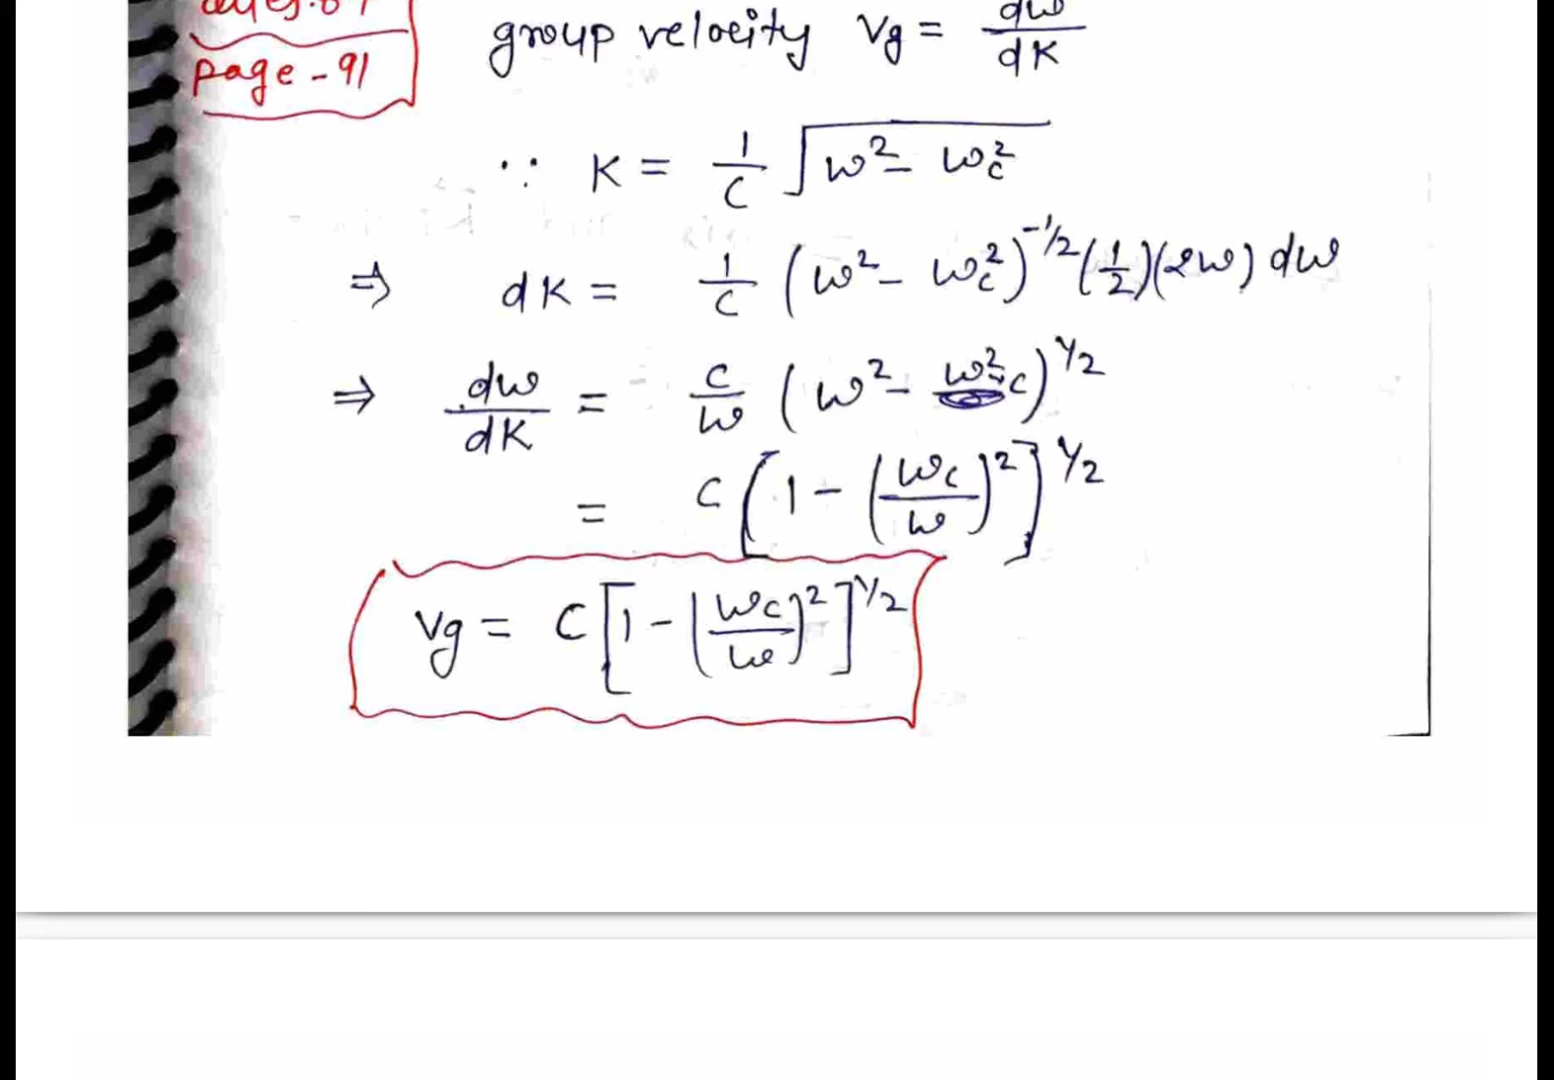 page-91
group velocity Vg = dω/dK
∵ K = 1/c √(ω² - ωc²)
⇒ dK = 1/c (ω² - ωc²)^-1/2 (1/2)(2ω) dω
⇒ dω/dK = c/ω (ω² - ω²c)^1/2
= c [1 - (ωc/ω)²]^1/2
Vg = c [1 - (ωc/ω)²]^1/2